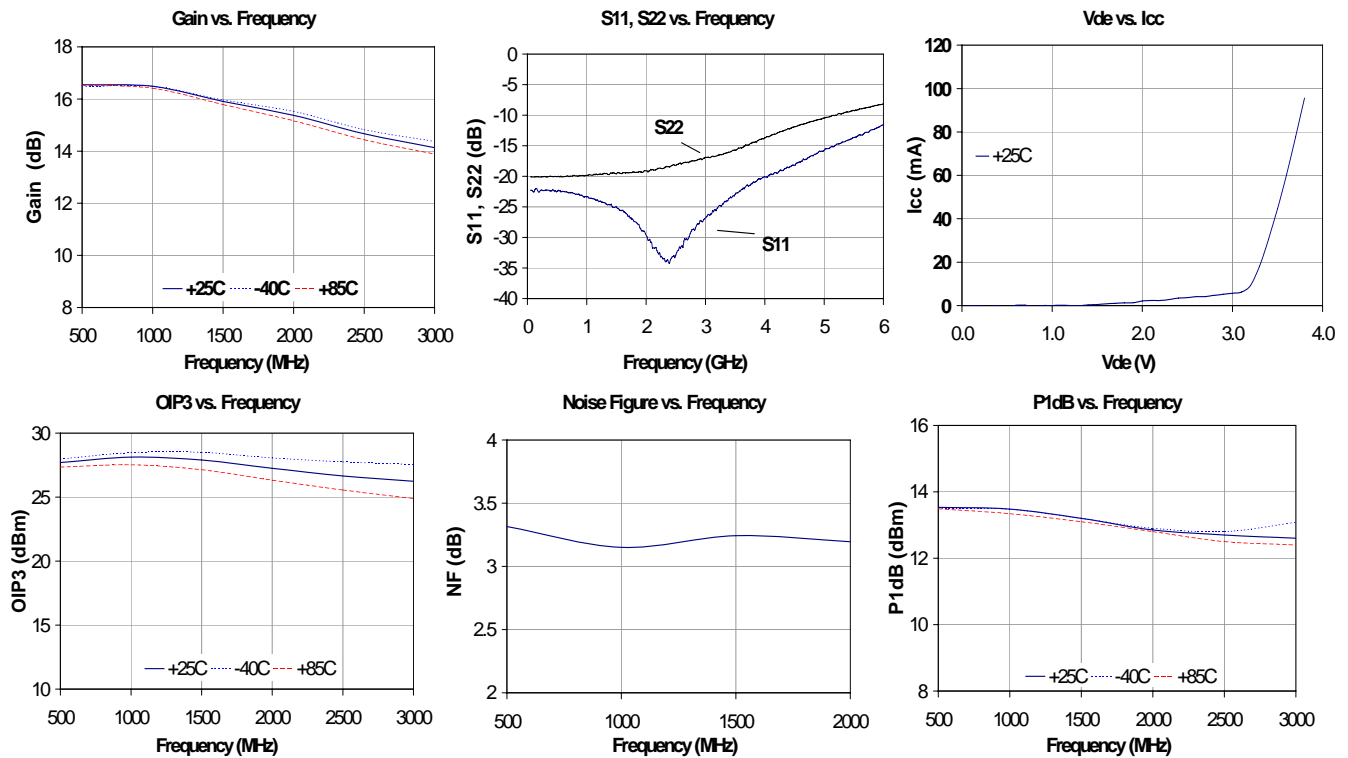 Gain vs. Frequency
18
16
14
12
10
8
Gain (dB)
+25C -40C +85C
500 1000 1500 2000 2500 3000
Frequency (MHz)
S11, S22 vs. Frequency
0
-5
-10
-15
-20
-25
-30
-35
-40
S11, S22 (dB)
S22
S11
0 1 2 3 4 5 6
Frequency (GHz)
Vde vs. Icc
120
100
80
60
40
20
0
Icc (mA)
+25C
0.0 1.0 2.0 3.0 4.0
Vde (V)
OIP3 vs. Frequency
30
25
20
15
10
OIP3 (dBm)
+25C -40C +85C
500 1000 1500 2000 2500 3000
Frequency (MHz)
Noise Figure vs. Frequency
4
3.5
3
2.5
2
NF (dB)
500 1000 1500 2000
Frequency (MHz)
P1dB vs. Frequency
16
14
12
10
8
P1dB (dBm)
+25C -40C +85C
500 1000 1500 2000 2500 3000
Frequency (MHz)